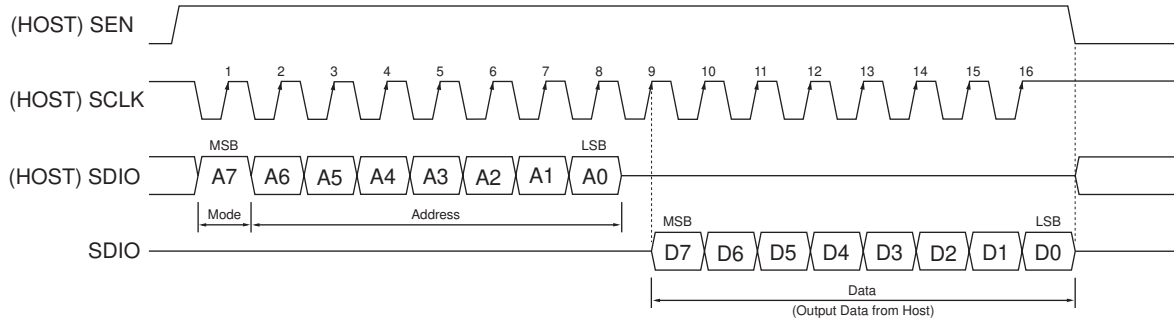 (HOST) SEN
1 2 3 4 5 6 7 8 9 10 11 12 13 14 15 16
(HOST) SCLK
MSB LSB
(HOST) SDIO A7 A6 A5 A4 A3 A2 A1 A0
Mode Address
MSB LSB
SDIO D7 D6 D5 D4 D3 D2 D1 D0
Data
(Output Data from Host)